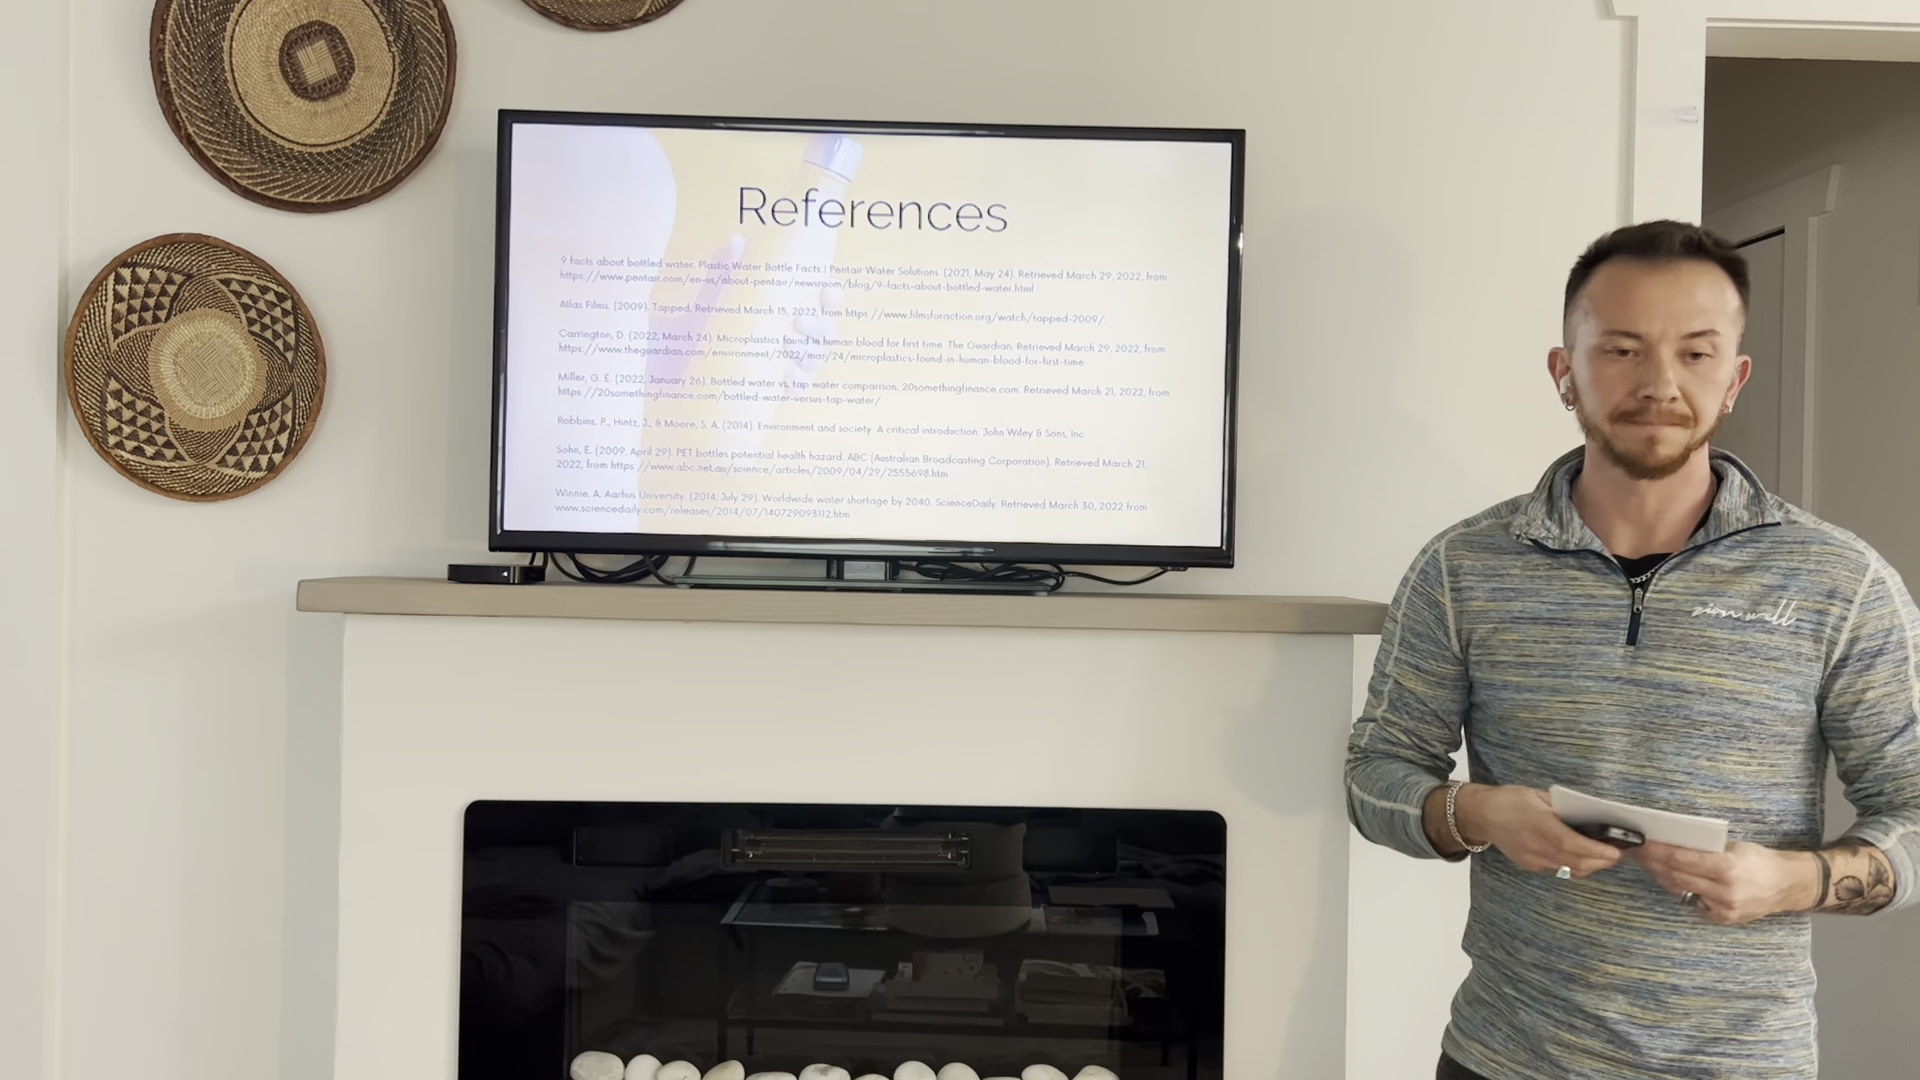 References
9 facts about bottled water. Plastic Water Bottle Facts | Pentair Water Solutions. (2021, May 24). Retrieved March 29, 2022, from
https://www.pentair.com/en-us/about-pentair/newsroom/blog/9-facts-about-bottled-water.html
Atlas Films. (2009). Tapped. Retrieved March 15, 2022, from https://www.filmsforaction.org/watch/tapped-2009/.
Carrington, D. (2022, March 24). Microplastics found in human blood for first time. The Guardian. Retrieved March 29, 2022, from
https://www.theguardian.com/environment/2022/mar/24/microplastics-found-in-human-blood-for-first-time
Miller, G. E. (2022, January 26). Bottled water vs. tap water comparison. 20somethingfinance.com. Retrieved March 21, 2022, from
https://20somethingfinance.com/bottled-water-versus-tap-water/
Robbins, P., Hintz, J., & Moore, S. A. (2014). Environment and society: A critical introduction. John Wiley & Sons, Inc.
Sohn, E. (2009, April 29). PET bottles potential health hazard. ABC (Australian Broadcasting Corporation). Retrieved March 21,
2022, from https://www.abc.net.au/science/articles/2009/04/29/2555698.htm
Winnie, A. Aarhus University. (2014, July 29). Worldwide water shortage by 2040. ScienceDaily. Retrieved March 30, 2022 from
www.sciencedaily.com/releases/2014/07/140729093112.htm